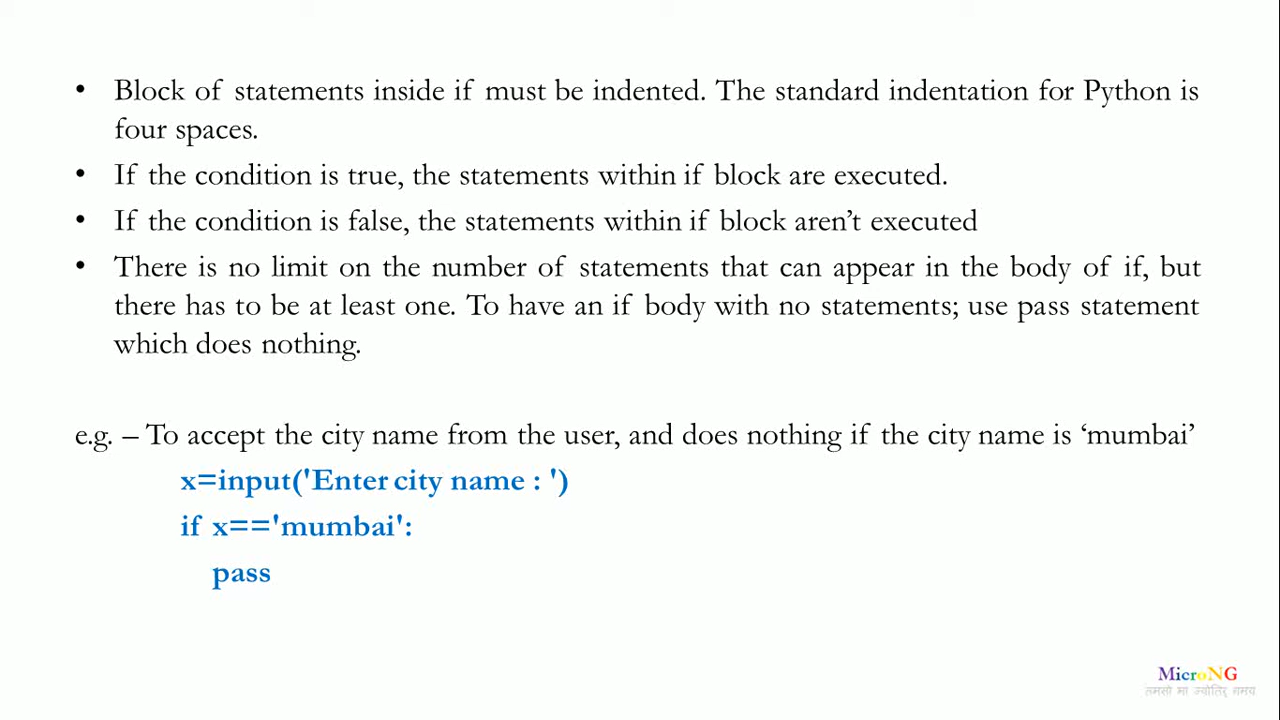 • Block of statements inside if must be indented. The standard indentation for Python is
four spaces.
• If the condition is true, the statements within if block are executed.
• If the condition is false, the statements within if block aren’t executed
• There is no limit on the number of statements that can appear in the body of if, but
there has to be at least one. To have an if body with no statements; use pass statement
which does nothing.
e.g. – To accept the city name from the user, and does nothing if the city name is ‘mumbai’
x=input('Enter city name : ')
if x=='mumbai':
pass
MicroNG
तमसो मा ज्योतिर् गमय